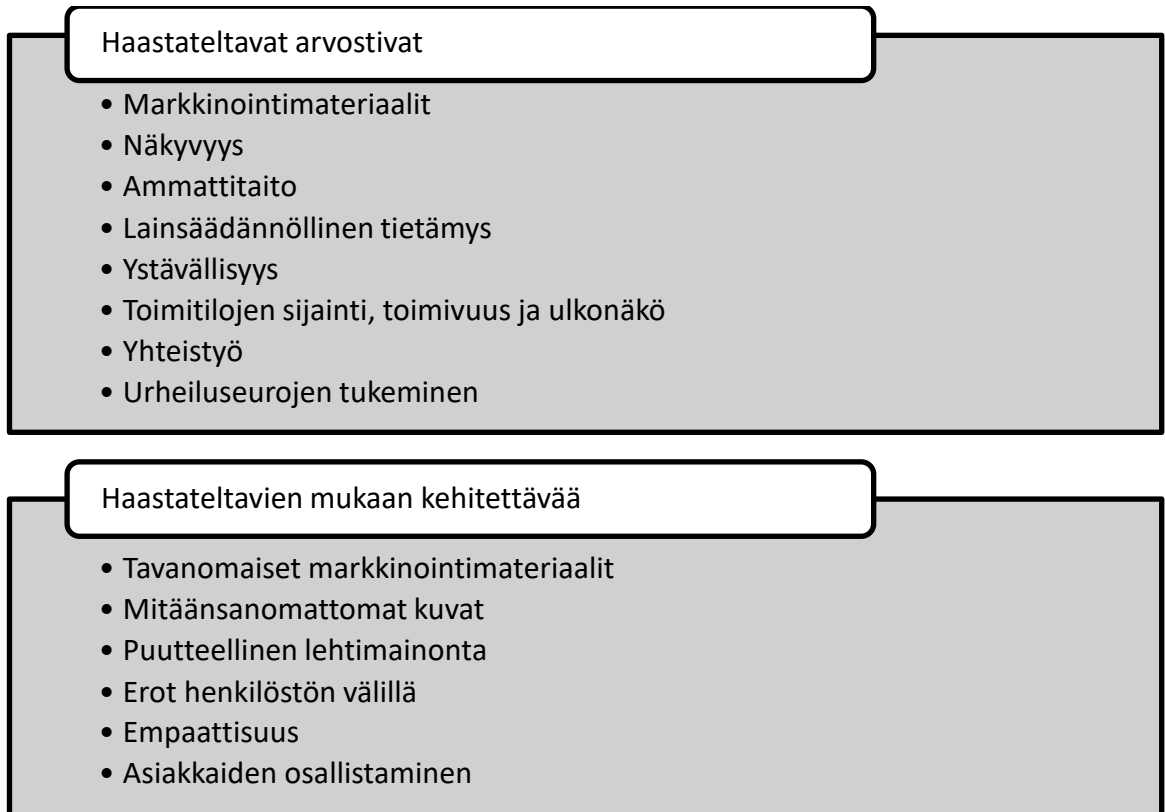 Haastateltavat arvostivat
• Markkinointimateriaalit
• Näkyvyys
• Ammattitaito
• Lainsäädännöllinen tietämys
• Ystävällisyys
• Toimitilojen sijainti, toimivuus ja ulkonäkö
• Yhteistyö
• Urheiluseurojen tukeminen
Haastateltavien mukaan kehitettävää
• Tavanomaiset markkinointimateriaalit
• Mitäänsanomattomat kuvat
• Puutteellinen lehtimainonta
• Erot henkilöstön välillä
• Empaattisuus
• Asiakkaiden osallistaminen